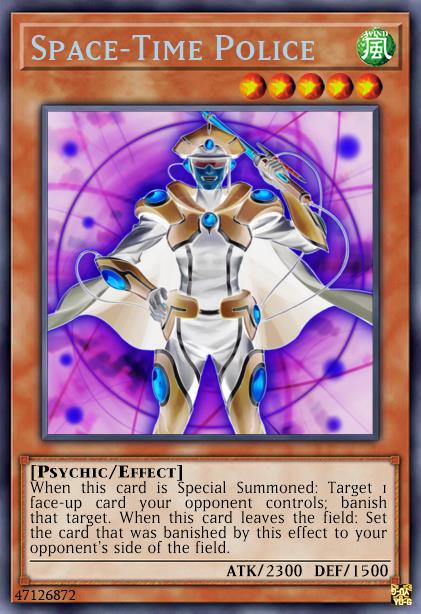 SPACE-TIME POLICE
WIND
風
[PSYCHIC/EFFECT]
When this card is Special Summoned: Target 1
face-up card your opponent controls; banish
that target. When this card leaves the field: Set
the card that was banished by this effect to your
opponent's side of the field.
ATK/2300 DEF/1500
47126872